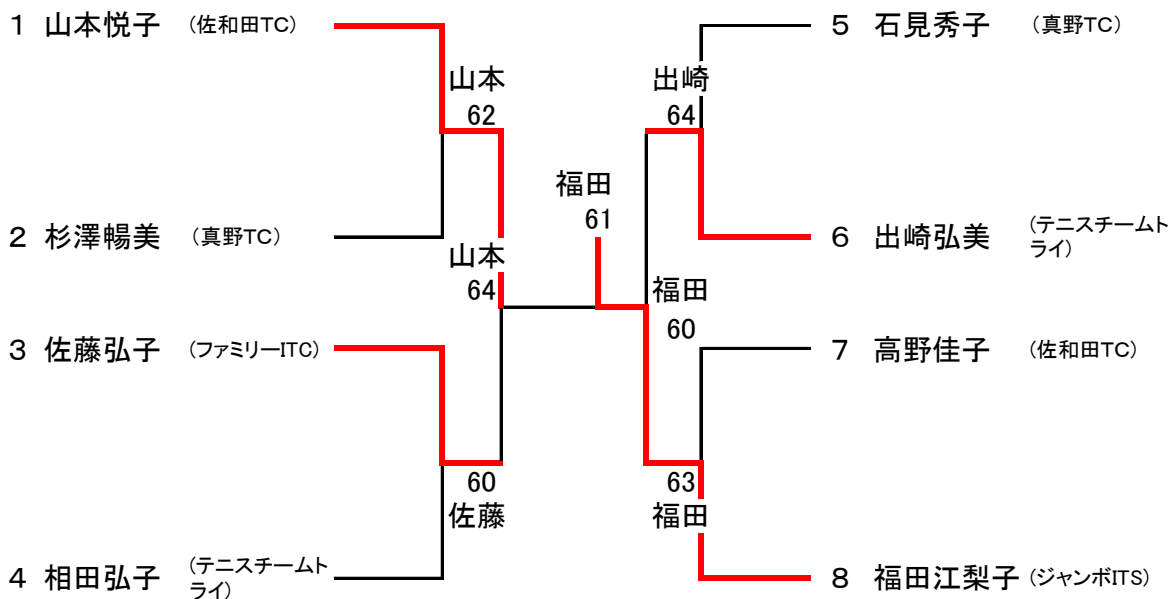 1 山本悦子 (佐和田TC)
山本
62
2 杉澤暢美 (真野TC)
山本
64
3 佐藤弘子 (ファミリーITC)
60
佐藤
4 相田弘子 (テニスチームト
ライ)
福田
61
出崎
64
5 石見秀子 (真野TC)
6 出崎弘美 (テニスチームト
ライ)
福田
60
7 高野佳子 (佐和田TC)
63
福田
8 福田江梨子 (ジャンボITS)